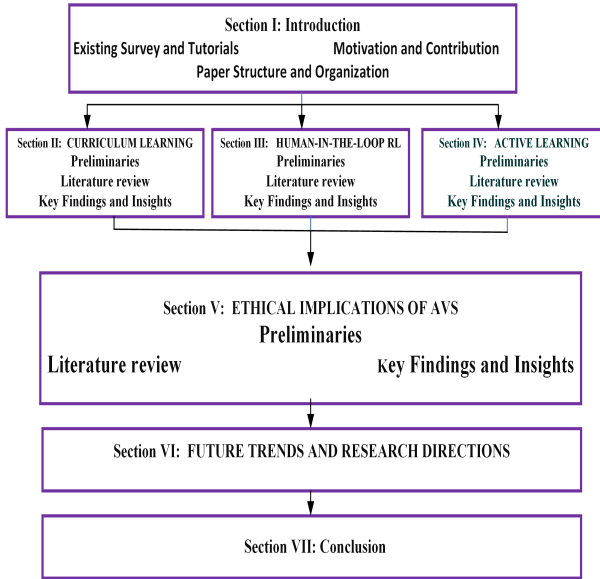 Section I: Introduction
Existing Survey and Tutorials Motivation and Contribution
Paper Structure and Organization
Section II: CURRICULUM LEARNING
Preliminaries
Literature review
Key Findings and Insights
Section III: HUMAN-IN-THE-LOOP RL
Preliminaries
Literature review
Key Findings and Insights
Section IV: ACTIVE LEARNING
Preliminaries
Literature review
Key Findings and Insights
Section V: ETHICAL IMPLICATIONS OF AVS
Preliminaries
Literature review Key Findings and Insights
Section VI: FUTURE TRENDS AND RESEARCH DIRECTIONS
Section VII: Conclusion